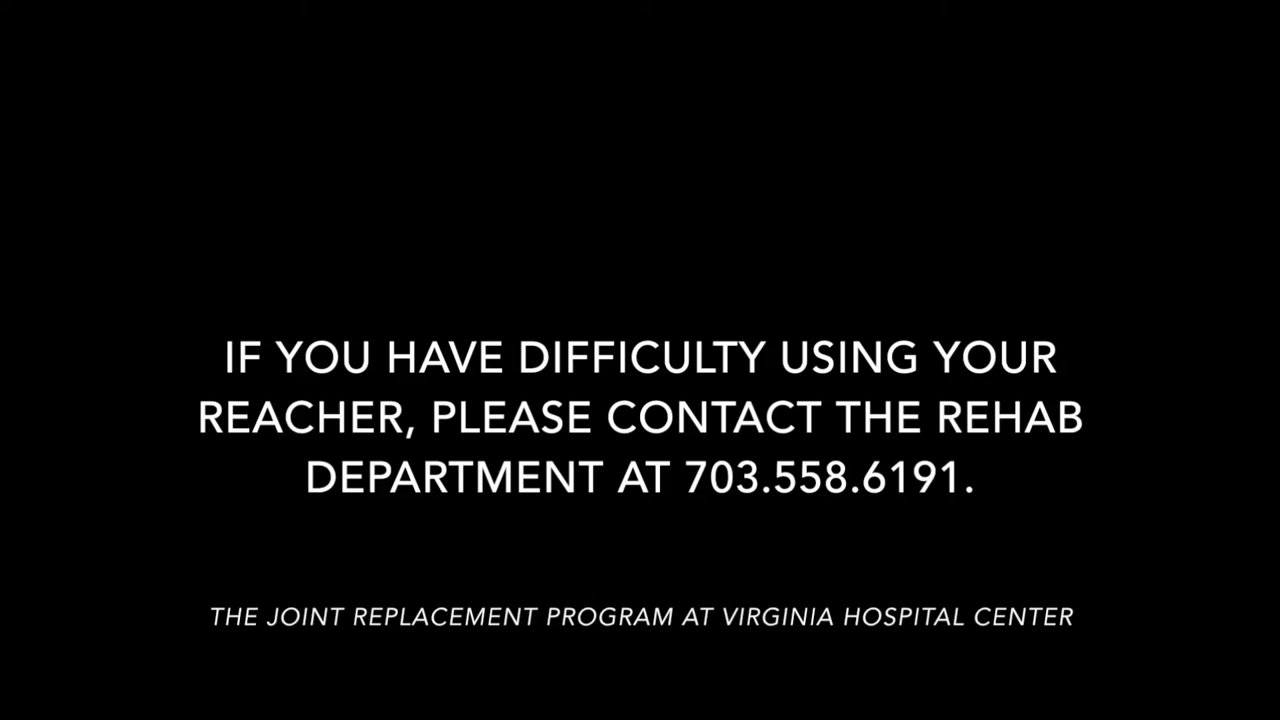 IF YOU HAVE DIFFICULTY USING YOUR
REACHER, PLEASE CONTACT THE REHAB
DEPARTMENT AT 703.558.6191.
THE JOINT REPLACEMENT PROGRAM AT VIRGINIA HOSPITAL CENTER